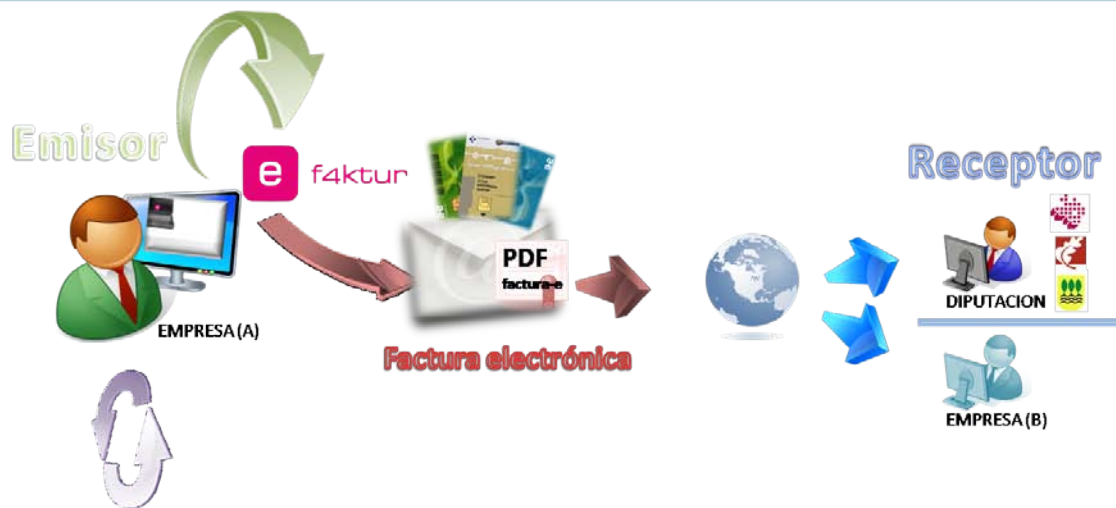 Emisor
e f4ktur
EMPRESA (A)
PDF
factura-e
Factura electrónica
Receptor
DIPUTACION
EMPRESA (B)